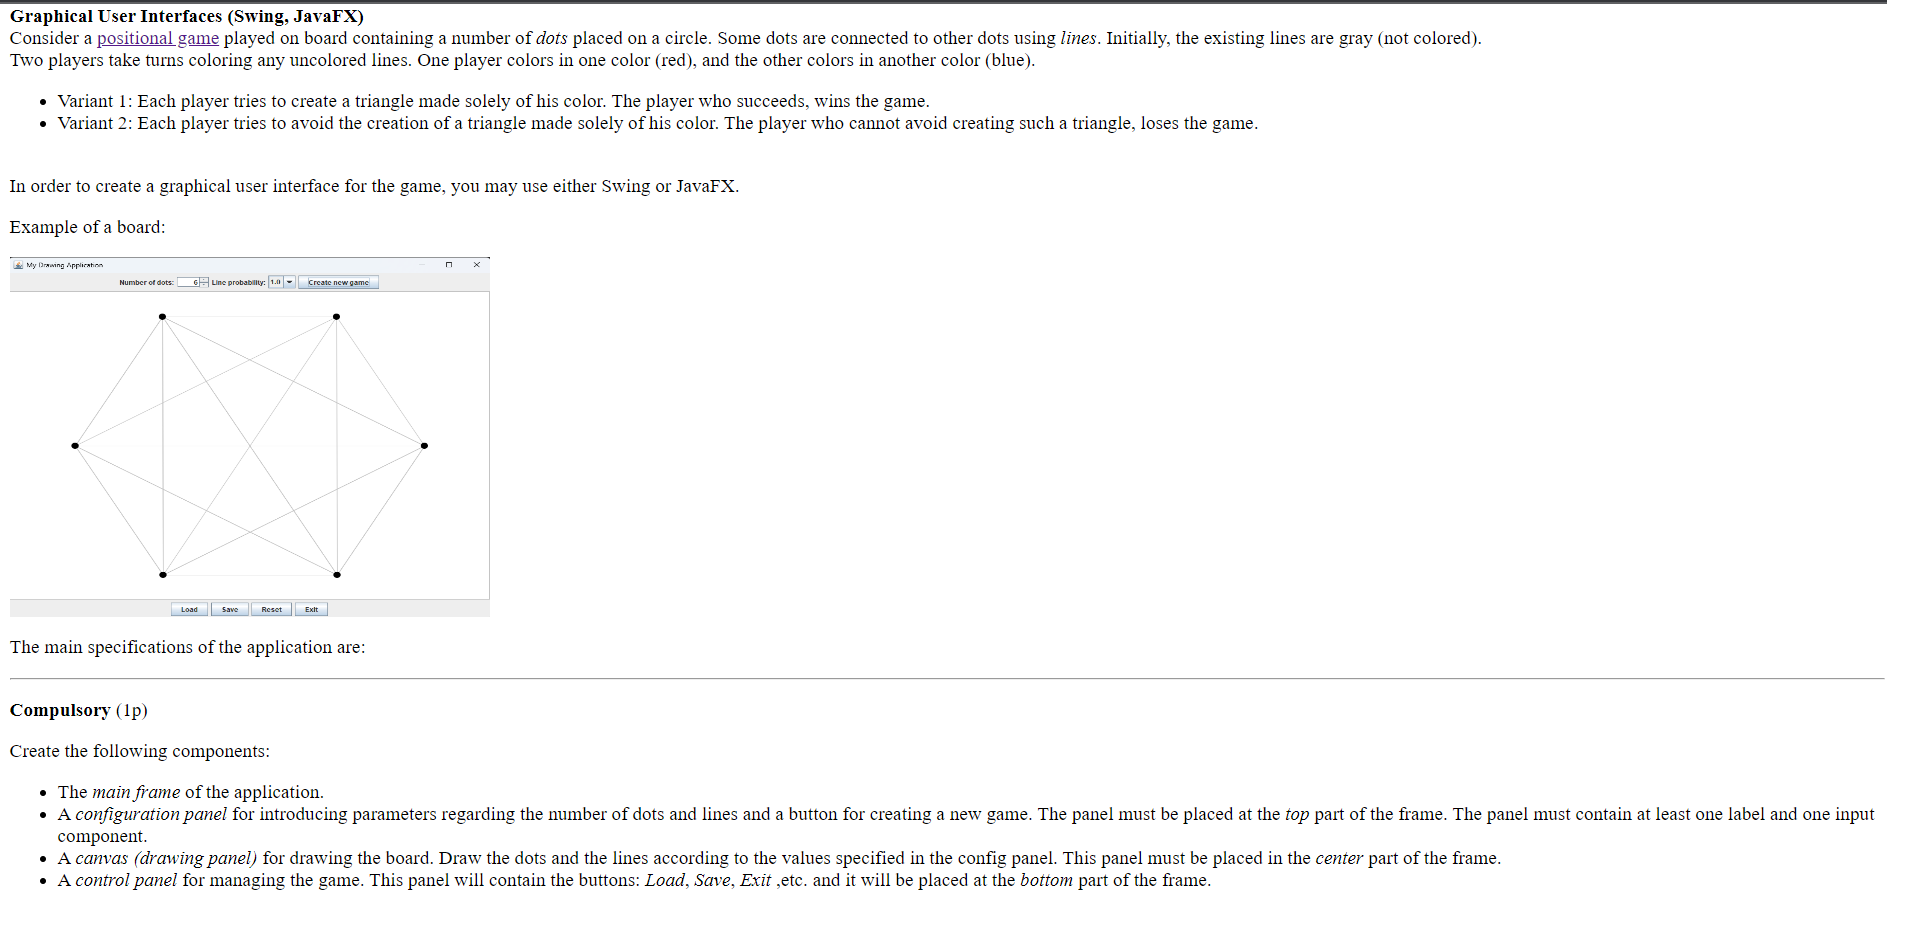 Graphical User Interfaces (Swing, JavaFX)
Consider a positional game played on board containing a number of dots placed on a circle. Some dots are connected to other dots using lines. Initially, the existing lines are gray (not colored).
Two players take turns coloring any uncolored lines. One player colors in one color (red), and the other colors in another color (blue).
• Variant 1: Each player tries to create a triangle made solely of his color. The player who succeeds, wins the game.
• Variant 2: Each player tries to avoid the creation of a triangle made solely of his color. The player who cannot avoid creating such a triangle, loses the game.
In order to create a graphical user interface for the game, you may use either Swing or JavaFX.
Example of a board:
My Drawing Application
Number of dots: 6 Line probability: 1.0 Create new game
Load Save Reset Exit
The main specifications of the application are:
Compulsory (1p)
Create the following components:
• The main frame of the application.
• A configuration panel for introducing parameters regarding the number of dots and lines and a button for creating a new game. The panel must be placed at the top part of the frame. The panel must contain at least one label and one input
component.
• A canvas (drawing panel) for drawing the board. Draw the dots and the lines according to the values specified in the config panel. This panel must be placed in the center part of the frame.
• A control panel for managing the game. This panel will contain the buttons: Load, Save, Exit ,etc. and it will be placed at the bottom part of the frame.